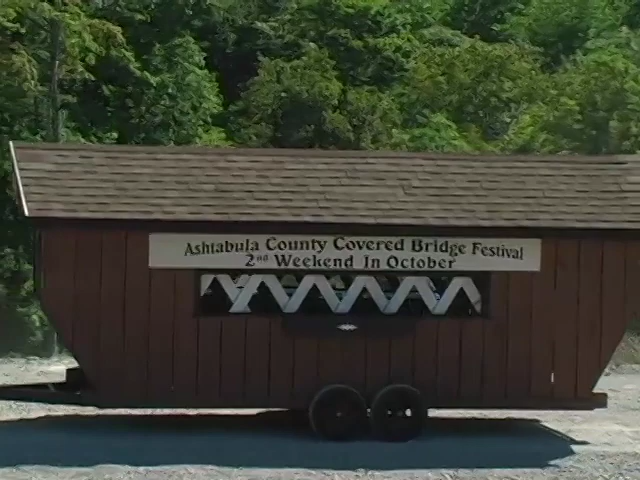 Ashtabula County Covered Bridge Festival
2nd Weekend In October